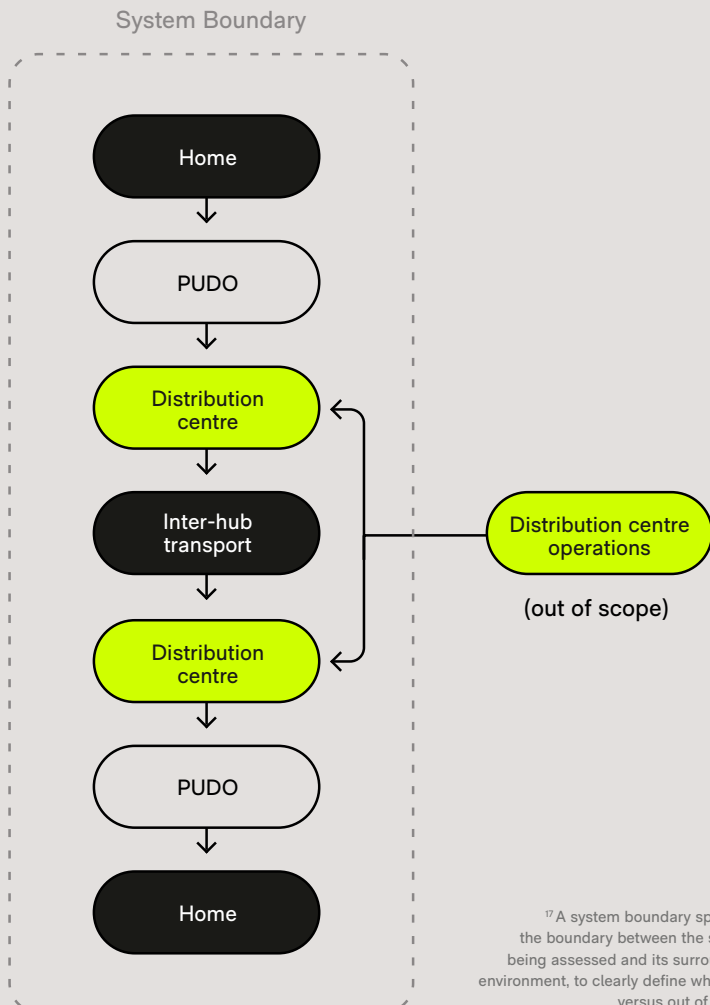 System Boundary
Home
PUDO
Distribution
centre
Inter-hub
transport
Distribution
centre
PUDO
Home
Distribution centre
operations
(out of scope)
¹⁷ A system boundary sp
the boundary between the s
being assessed and its surro
environment, to clearly define wh
versus out of